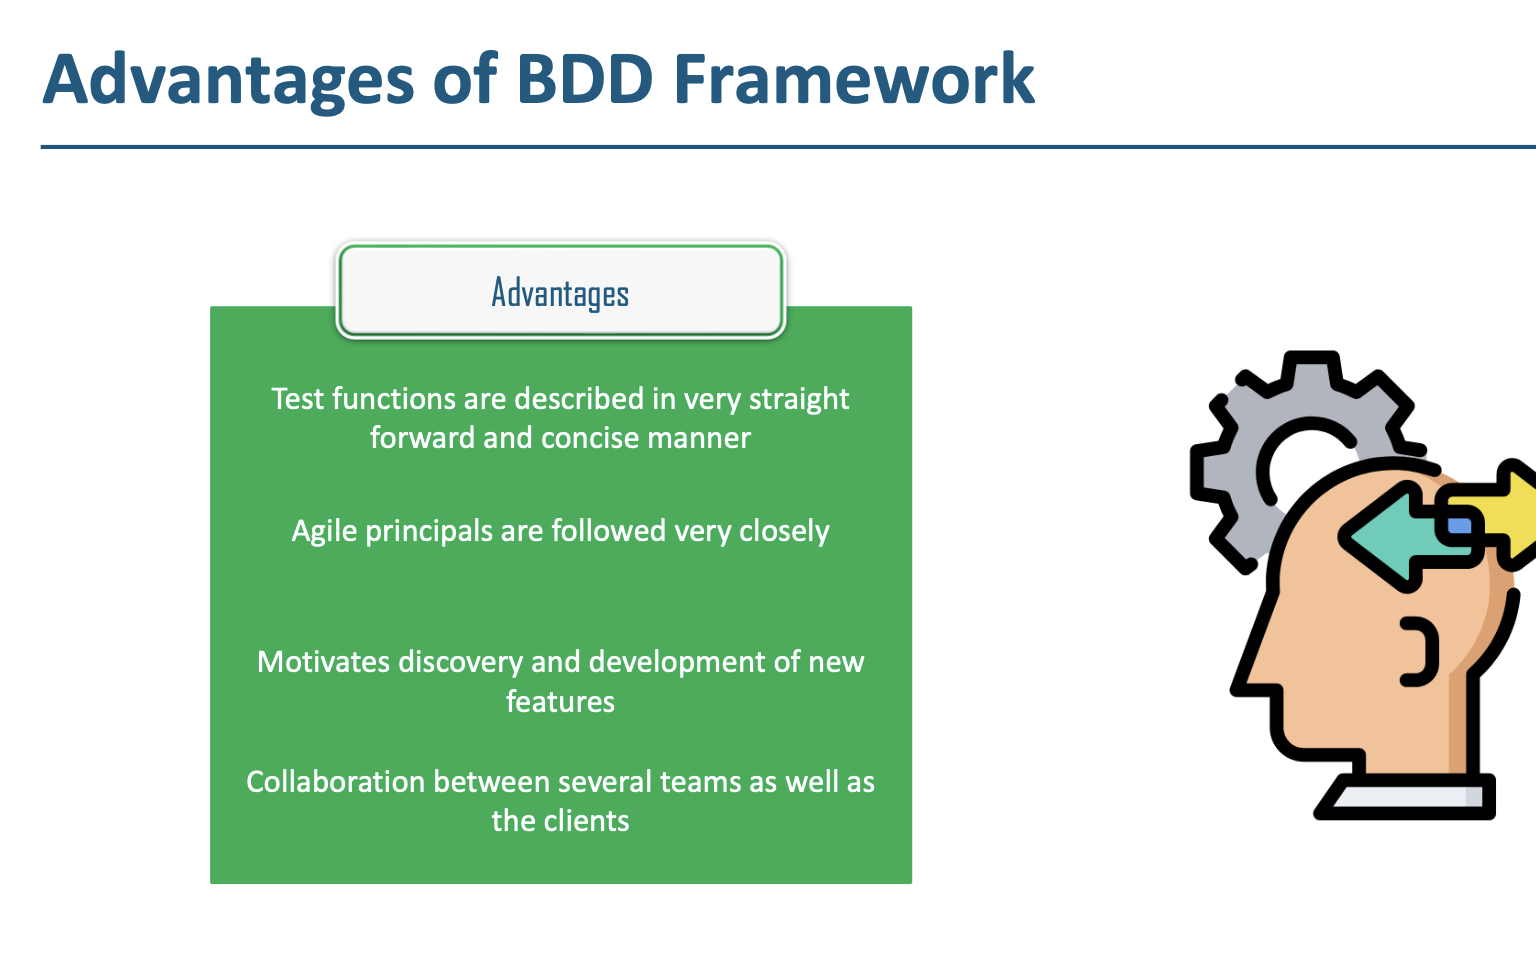 Advantages of BDD Framework
Advantages
Test functions are described in very straight
forward and concise manner
Agile principals are followed very closely
Motivates discovery and development of new
features
Collaboration between several teams as well as
the clients